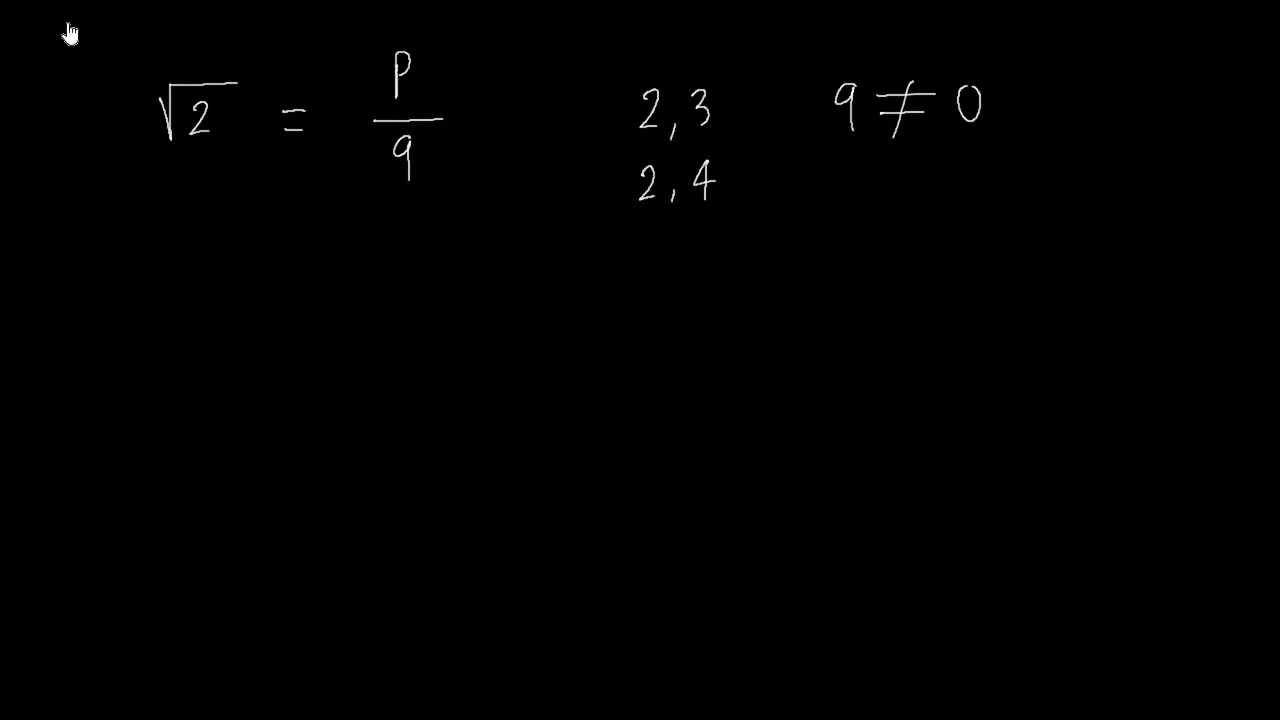 √2 = p/q 2,3 q ≠ 0
2,4